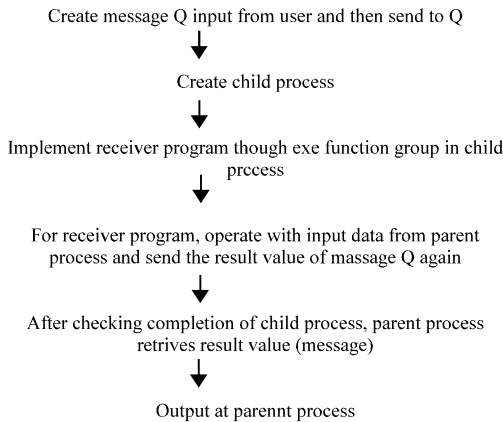 Create message Q input from user and then send to Q
Create child process
Implement receiver program though exe function group in child
prccess
For receiver program, operate with input data from parent
process and send the result value of massage Q again
After checking completion of child process, parent process
retrives result value (message)
Output at parennt process